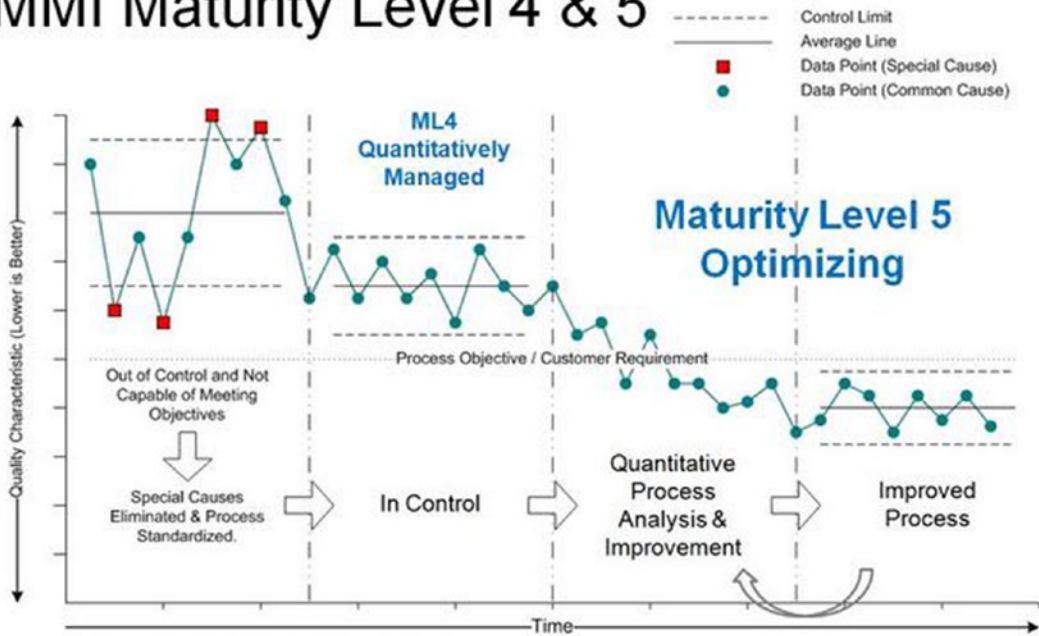 MMI Maturity Level 4 & 5
Control Limit
Average Line
Data Point (Special Cause)
Data Point (Common Cause)
ML4
Quantitatively
Managed
Maturity Level 5
Optimizing
Quality Characteristic (Lower is Better)
Process Objective / Customer Requirement
Out of Control and Not
Capable of Meeting
Objectives
Special Causes
Eliminated & Process
Standardized.
In Control
Quantitative
Process
Analysis &
Improvement
Improved
Process
Time